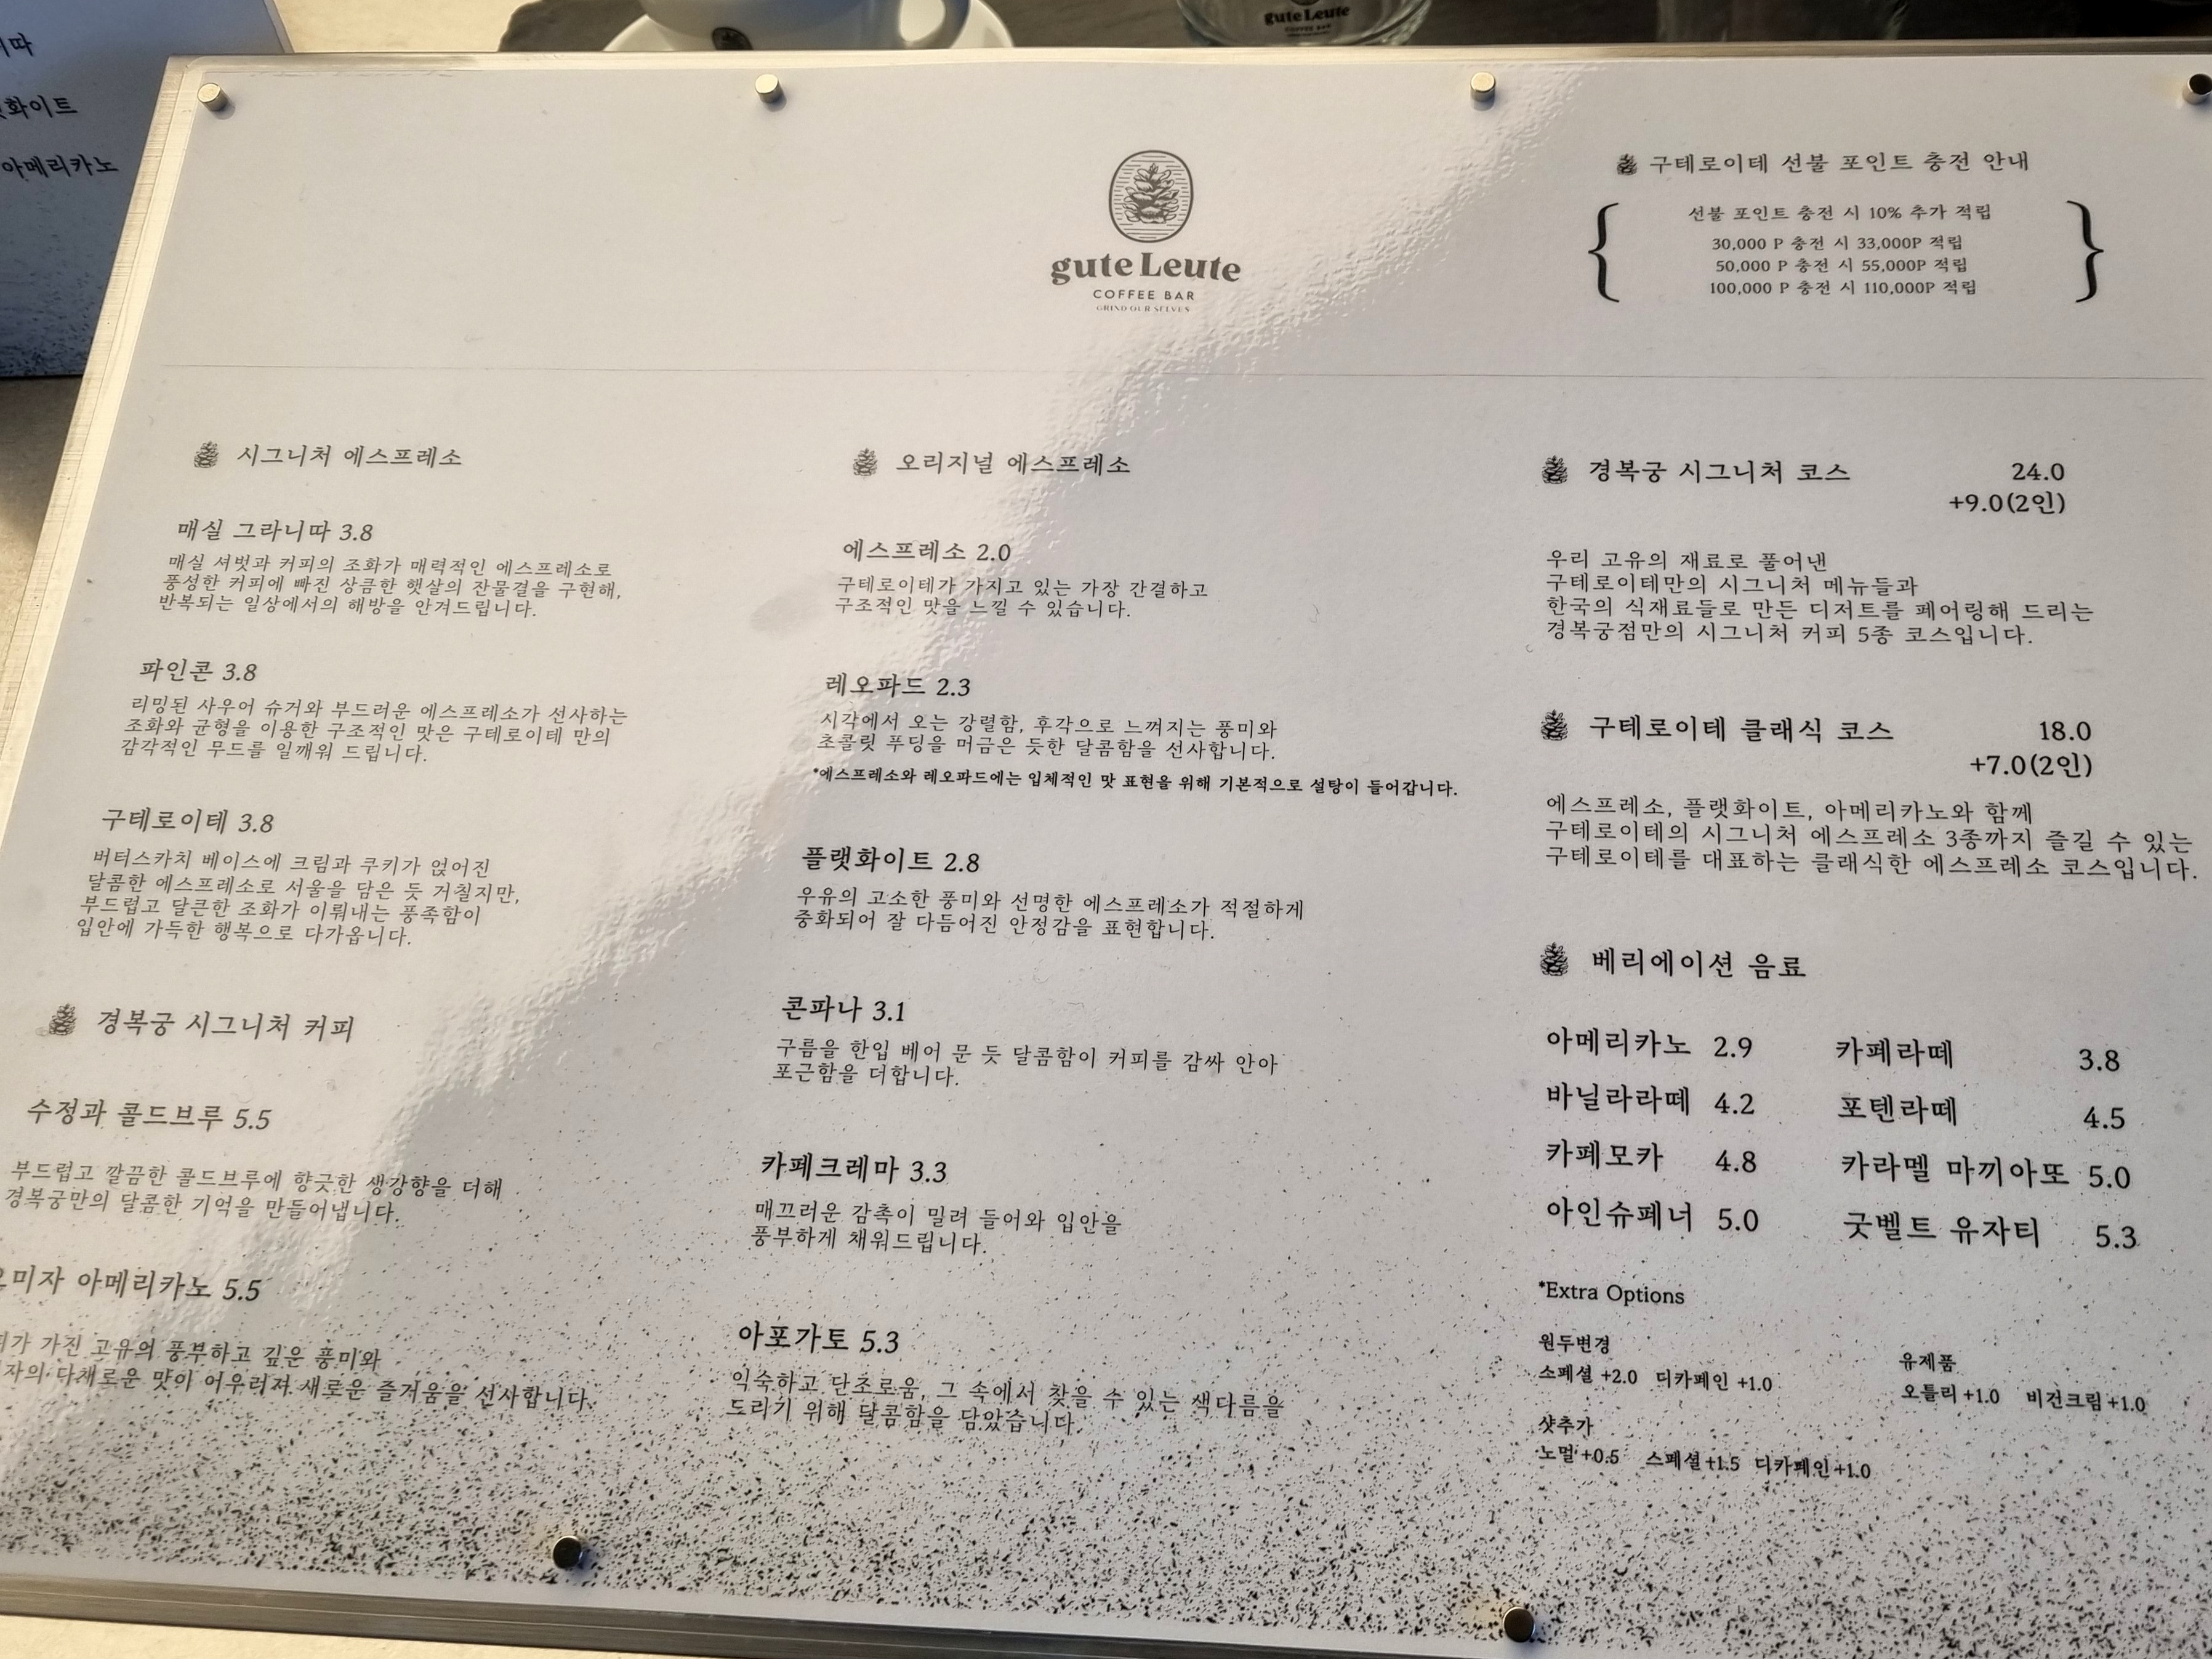 화이트
아메리카노
gute Leute
COFFEE BAR
gute Leute
COFFEE BAR
GRIND OUR SELVES
구테로이테 선불 포인트 충전 안내
선불 포인트 충전 시 10% 추가 적립
30,000 P 충전 시 33,000P 적립
50,000 P 충전 시 55,000P 적립
100,000 P 충전 시 110,000P 적립
시그니처 에스프레소
매실 그라니따 3.8
매실 셔벗과 커피의 조화가 매력적인 에스프레소로
풍성한 커피에 빠진 상큼한 햇살의 잔물결을 구현해,
반복되는 일상에서의 해방을 안겨드립니다.
파인콘 3.8
리밍된 사우어 슈거와 부드러운 에스프레소가 선사하는
조화와 균형을 이용한 구조적인 맛은 구테로이테 만의
감각적인 무드를 일깨워 드립니다.
구테로이테 3.8
버터스카치 베이스에 크림과 쿠키가 얹어진
달콤한 에스프레소로 서울을 담은 듯 거칠지만,
부드럽고 달큰한 조화가 이뤄내는 풍족함이
입안에 가득한 행복으로 다가옵니다.
경복궁 시그니처 커피
수정과 콜드브루 5.5
부드럽고 깔끔한 콜드브루에 향긋한 생강향을 더해
경복궁만의 달콤한 기억을 만들어냅니다.
오미자 아메리카노 5.5
가진 고유의 풍부하고 깊은 풍미와
다채로운 맛이 어우러져 새로운 즐거움을 선사합니다.
오리지널 에스프레소
에스프레소 2.0
구테로이테가 가지고 있는 가장 간결하고
구조적인 맛을 느낄 수 있습니다.
레오파드 2.3
시각에서 오는 강렬함, 후각으로 느껴지는 풍미와
초콜릿 푸딩을 머금은 듯한 달콤함을 선사합니다.
*에스프레소와 레오파드에는 입체적인 맛 표현을 위해 기본적으로 설탕이 들어갑니다.
플랫화이트 2.8
우유의 고소한 풍미와 선명한 에스프레소가 적절하게
중화되어 잘 다듬어진 안정감을 표현합니다.
콘파나 3.1
구름을 한입 베어 문 듯 달콤함이 커피를 감싸 안아
포근함을 더합니다.
카페크레마 3.3
매끄러운 감촉이 밀려 들어와 입안을
풍부하게 채워드립니다.
아포가토 5.3
익숙하고 단조로움, 그 속에서 찾을 수 있는 색다름을
드리기 위해 달콤함을 담았습니다.
경복궁 시그니처 코스 24.0
+9.0(2인)
우리 고유의 재료로 풀어낸
구테로이테만의 시그니처 메뉴들과
한국의 식재료들로 만든 디저트를 페어링해 드리는
경복궁점만의 시그니처 커피 5종 코스입니다.
구테로이테 클래식 코스 18.0
+7.0(2인)
에스프레소, 플랫화이트, 아메리카노와 함께
구테로이테의 시그니처 에스프레소 3종까지 즐길 수 있는
구테로이테를 대표하는 클래식한 에스프레소 코스입니다.
베리에이션 음료
아메리카노 2.9 카페라떼 3.8
바닐라라떼 4.2 포텐라떼 4.5
카페모카 4.8 카라멜 마끼아또 5.0
아인슈페너 5.0 굿벨트 유자티 5.3
*Extra Options
원두변경
스페셜 +2.0 디카페인 +1.0
유제품
오틀리 +1.0 비건크림 +1.0
샷추가
노멀 +0.5 스페셜 +1.5 디카페인 +1.0